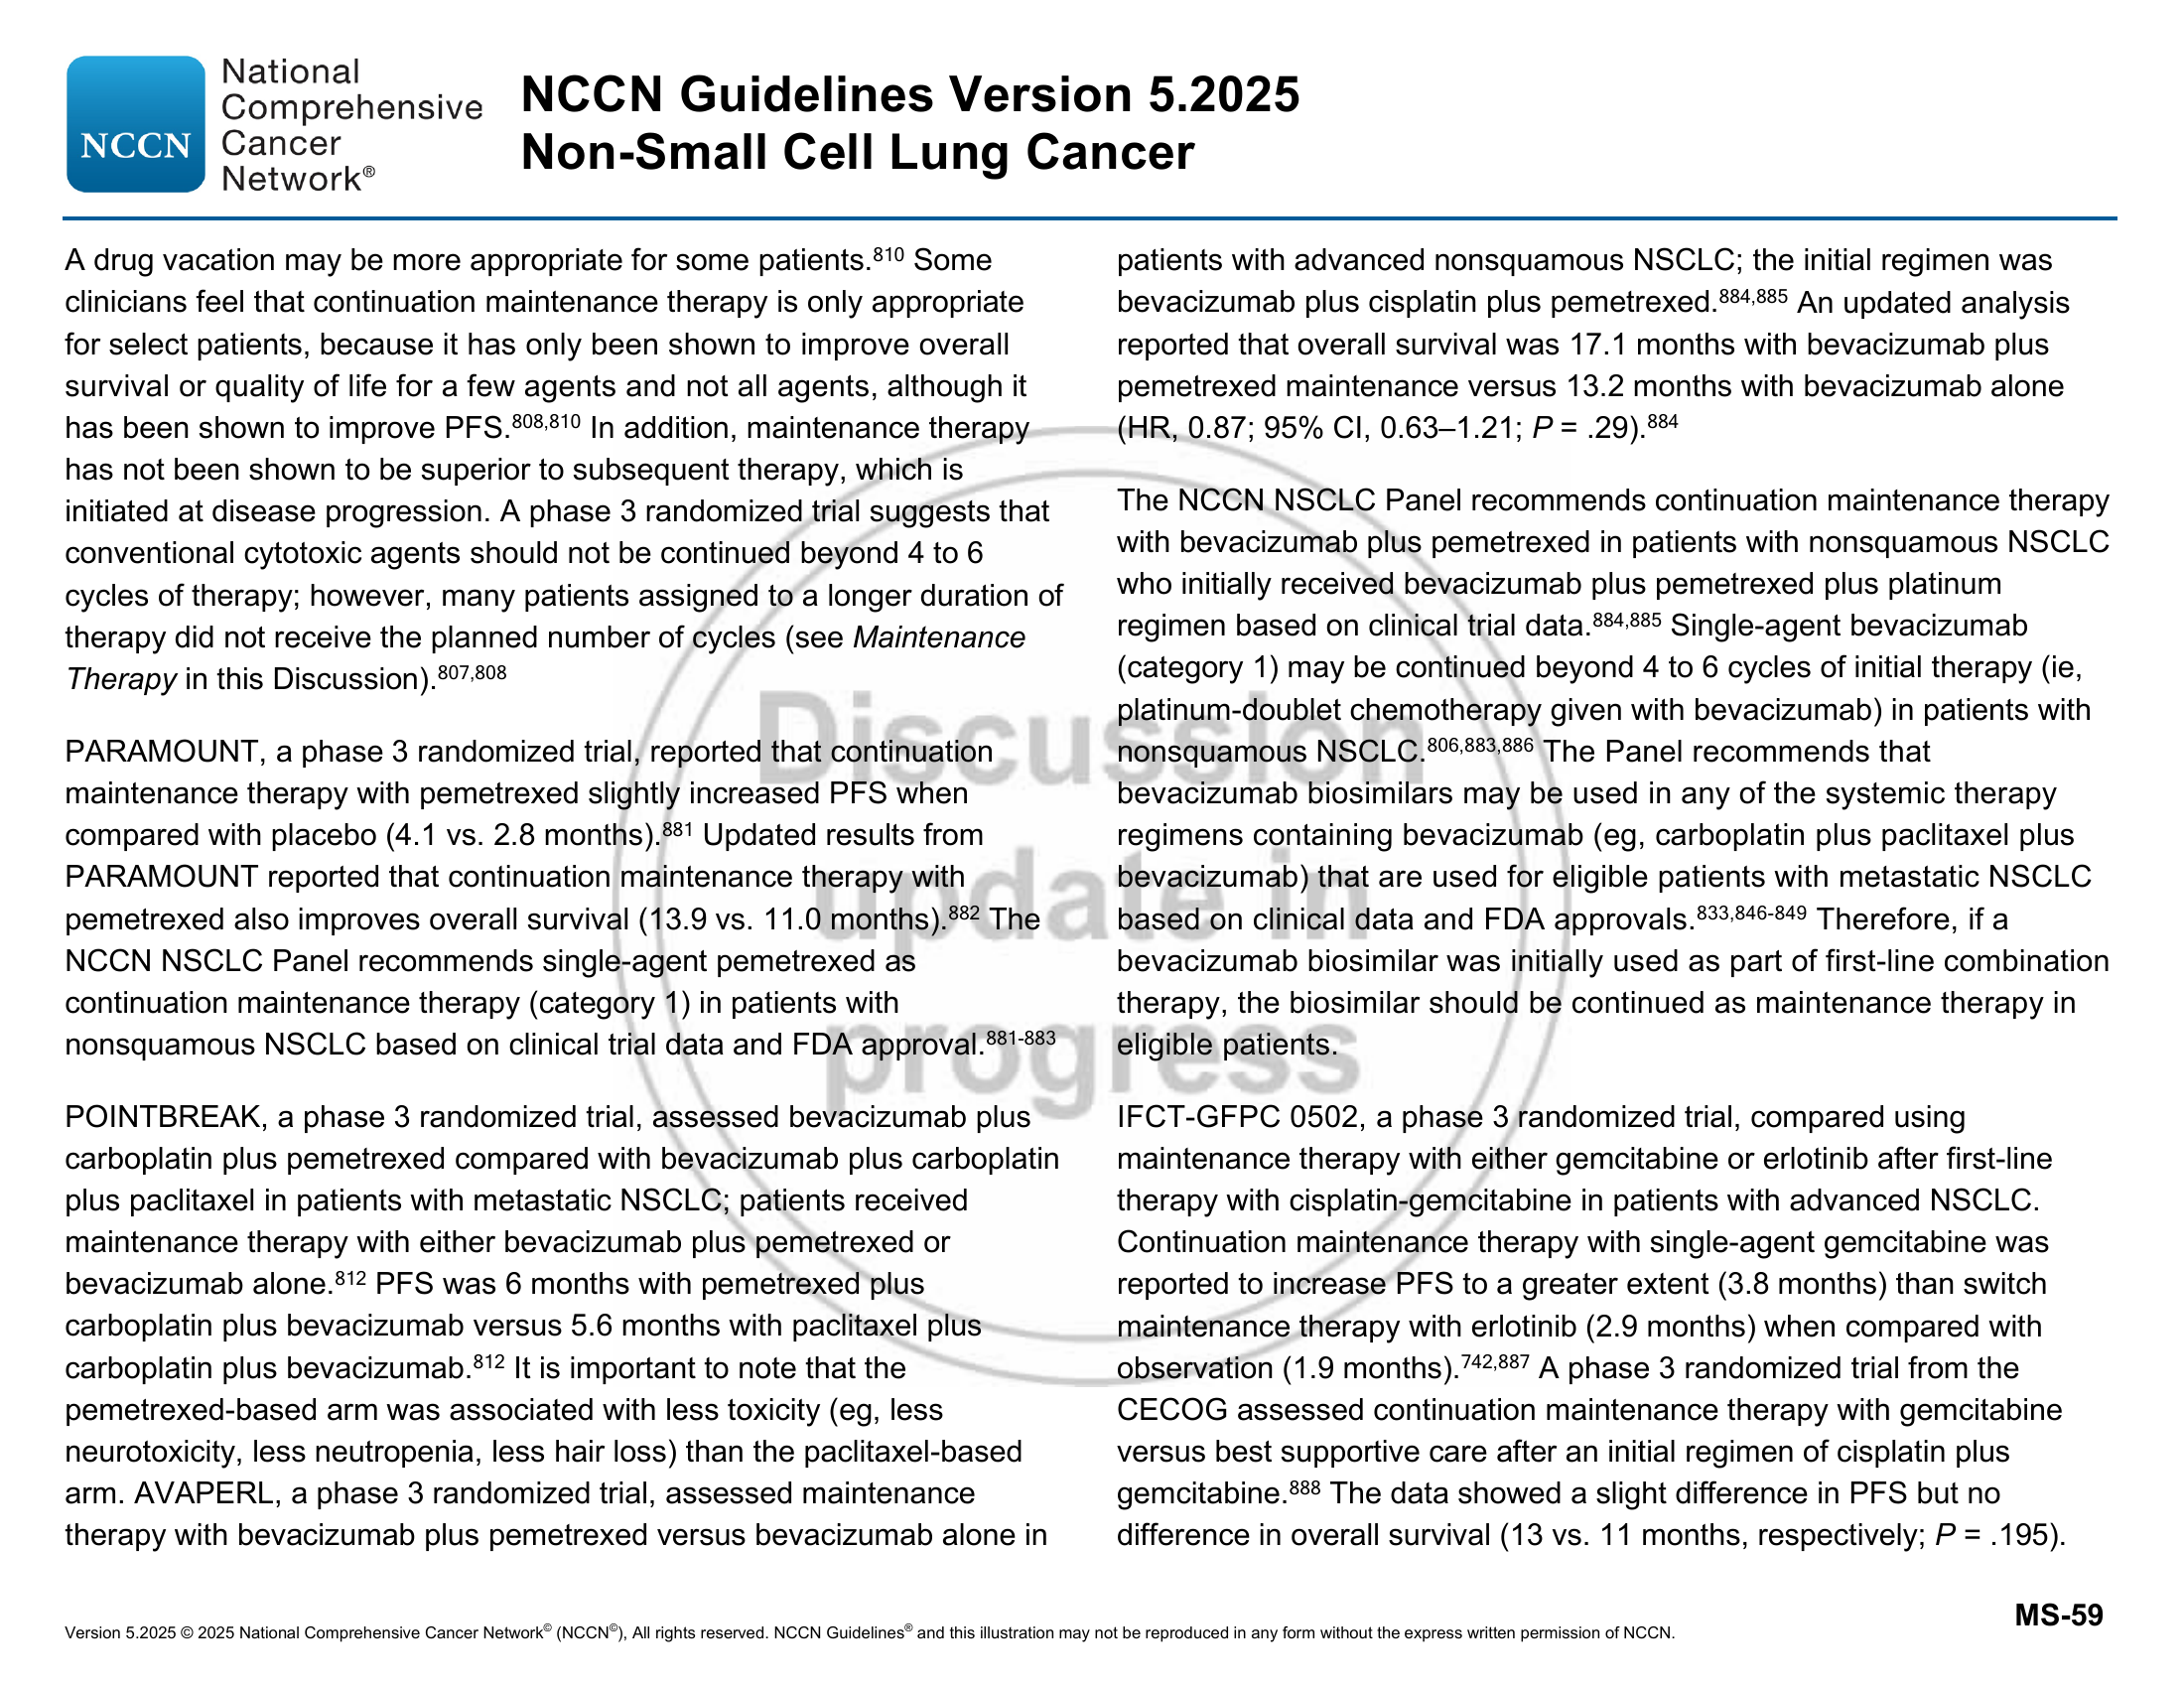 NCCN
National
Comprehensive
Cancer
Network®
NCCN Guidelines Version 5.2025
Non-Small Cell Lung Cancer
A drug vacation may be more appropriate for some patients.810 Some
clinicians feel that continuation maintenance therapy is only appropriate
for select patients, because it has only been shown to improve overall
survival or quality of life for a few agents and not all agents, although it
has been shown to improve PFS.808,810 In addition, maintenance therapy
has not been shown to be superior to subsequent therapy, which is
initiated at disease progression. A phase 3 randomized trial suggests that
conventional cytotoxic agents should not be continued beyond 4 to 6
cycles of therapy; however, many patients assigned to a longer duration of
therapy did not receive the planned number of cycles (see Maintenance
Therapy in this Discussion).807,808
PARAMOUNT, a phase 3 randomized trial, reported that continuation
maintenance therapy with pemetrexed slightly increased PFS when
compared with placebo (4.1 vs. 2.8 months).881 Updated results from
PARAMOUNT reported that continuation maintenance therapy with
pemetrexed also improves overall survival (13.9 vs. 11.0 months).882 The
NCCN NSCLC Panel recommends single-agent pemetrexed as
continuation maintenance therapy (category 1) in patients with
nonsquamous NSCLC based on clinical trial data and FDA approval.881-883
POINTBREAK, a phase 3 randomized trial, assessed bevacizumab plus
carboplatin plus pemetrexed compared with bevacizumab plus carboplatin
plus paclitaxel in patients with metastatic NSCLC; patients received
maintenance therapy with either bevacizumab plus pemetrexed or
bevacizumab alone.812 PFS was 6 months with pemetrexed plus
carboplatin plus bevacizumab versus 5.6 months with paclitaxel plus
carboplatin plus bevacizumab.812 It is important to note that the
pemetrexed-based arm was associated with less toxicity (eg, less
neurotoxicity, less neutropenia, less hair loss) than the paclitaxel-based
arm. AVAPERL, a phase 3 randomized trial, assessed maintenance
therapy with bevacizumab plus pemetrexed versus bevacizumab alone in
patients with advanced nonsquamous NSCLC; the initial regimen was
bevacizumab plus cisplatin plus pemetrexed.884,885 An updated analysis
reported that overall survival was 17.1 months with bevacizumab plus
pemetrexed maintenance versus 13.2 months with bevacizumab alone
(HR, 0.87; 95% CI, 0.63–1.21; P = .29).884
The NCCN NSCLC Panel recommends continuation maintenance therapy
with bevacizumab plus pemetrexed in patients with nonsquamous NSCLC
who initially received bevacizumab plus pemetrexed plus platinum
regimen based on clinical trial data.884,885 Single-agent bevacizumab
(category 1) may be continued beyond 4 to 6 cycles of initial therapy (ie,
platinum-doublet chemotherapy given with bevacizumab) in patients with
nonsquamous NSCLC.806,883,886 The Panel recommends that
bevacizumab biosimilars may be used in any of the systemic therapy
regimens containing bevacizumab (eg, carboplatin plus paclitaxel plus
bevacizumab) that are used for eligible patients with metastatic NSCLC
based on clinical data and FDA approvals.833,846-849 Therefore, if a
bevacizumab biosimilar was initially used as part of first-line combination
therapy, the biosimilar should be continued as maintenance therapy in
eligible patients.
IFCT-GFPC 0502, a phase 3 randomized trial, compared using
maintenance therapy with either gemcitabine or erlotinib after first-line
therapy with cisplatin-gemcitabine in patients with advanced NSCLC.
Continuation maintenance therapy with single-agent gemcitabine was
reported to increase PFS to a greater extent (3.8 months) than switch
maintenance therapy with erlotinib (2.9 months) when compared with
observation (1.9 months).742,887 A phase 3 randomized trial from the
CECOG assessed continuation maintenance therapy with gemcitabine
versus best supportive care after an initial regimen of cisplatin plus
gemcitabine.888 The data showed a slight difference in PFS but no
difference in overall survival (13 vs. 11 months, respectively; P = .195).
Discussion
update in
progress
MS-59
Version 5.2025 © 2025 National Comprehensive Cancer Network© (NCCN©), All rights reserved. NCCN Guidelines® and this illustration may not be reproduced in any form without the express written permission of NCCN.